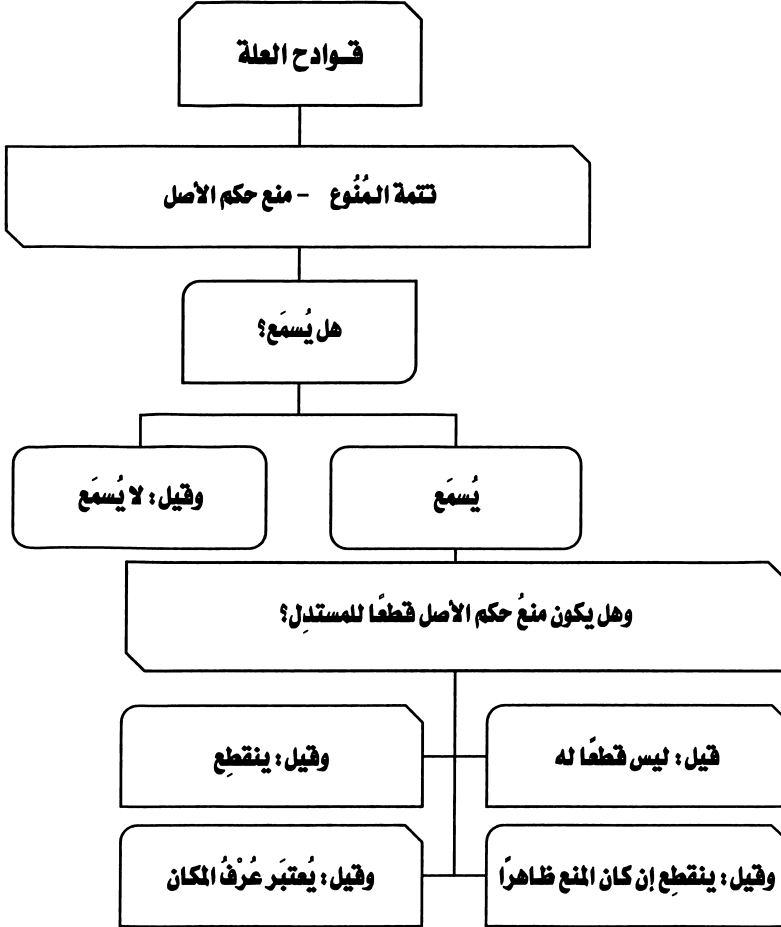 قـوادح العلة
تتمة المُنُوع - منع حكم الأصل
هل يُسمَع؟
يُسمَع
وقيل: لا يُسمَع
وهل يكون منعُ حكم الأصل قطعًا للمستدِل؟
قيل: ليس قطعًا له
وقيل: ينقطِع
وقيل: ينقطِع إن كان المنع ظاهرًا
وقيل: يُعتبَر عُرْفُ المكان